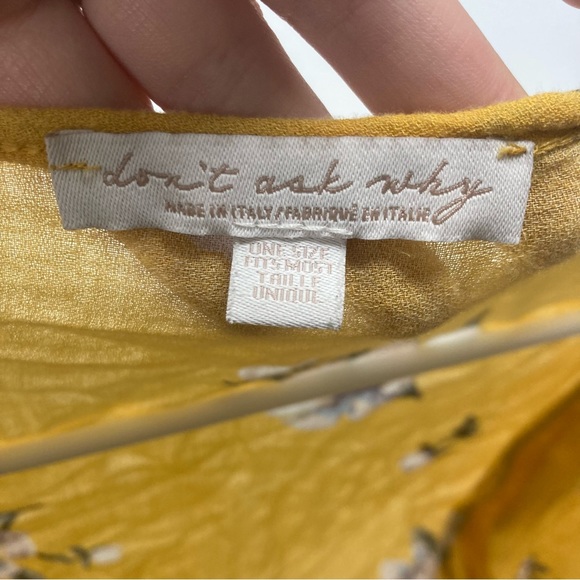 don't ask why
MADE IN ITALY/FABRIQUÉ EN ITALIE
ONE SIZE
FITS MOST
TAILLE
UNIQUE